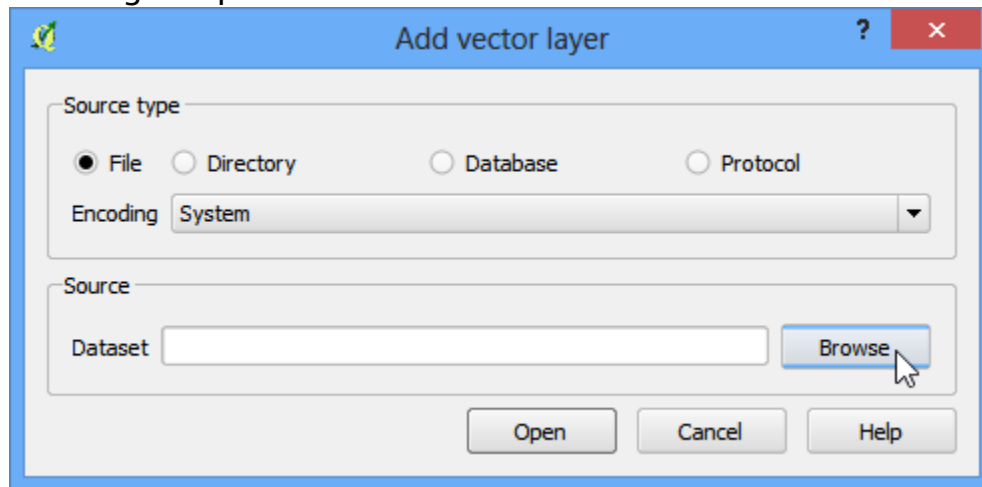 Add vector layer ? ×
Source type
File Directory Database Protocol
Encoding System
Source
Dataset Browse
Open Cancel Help